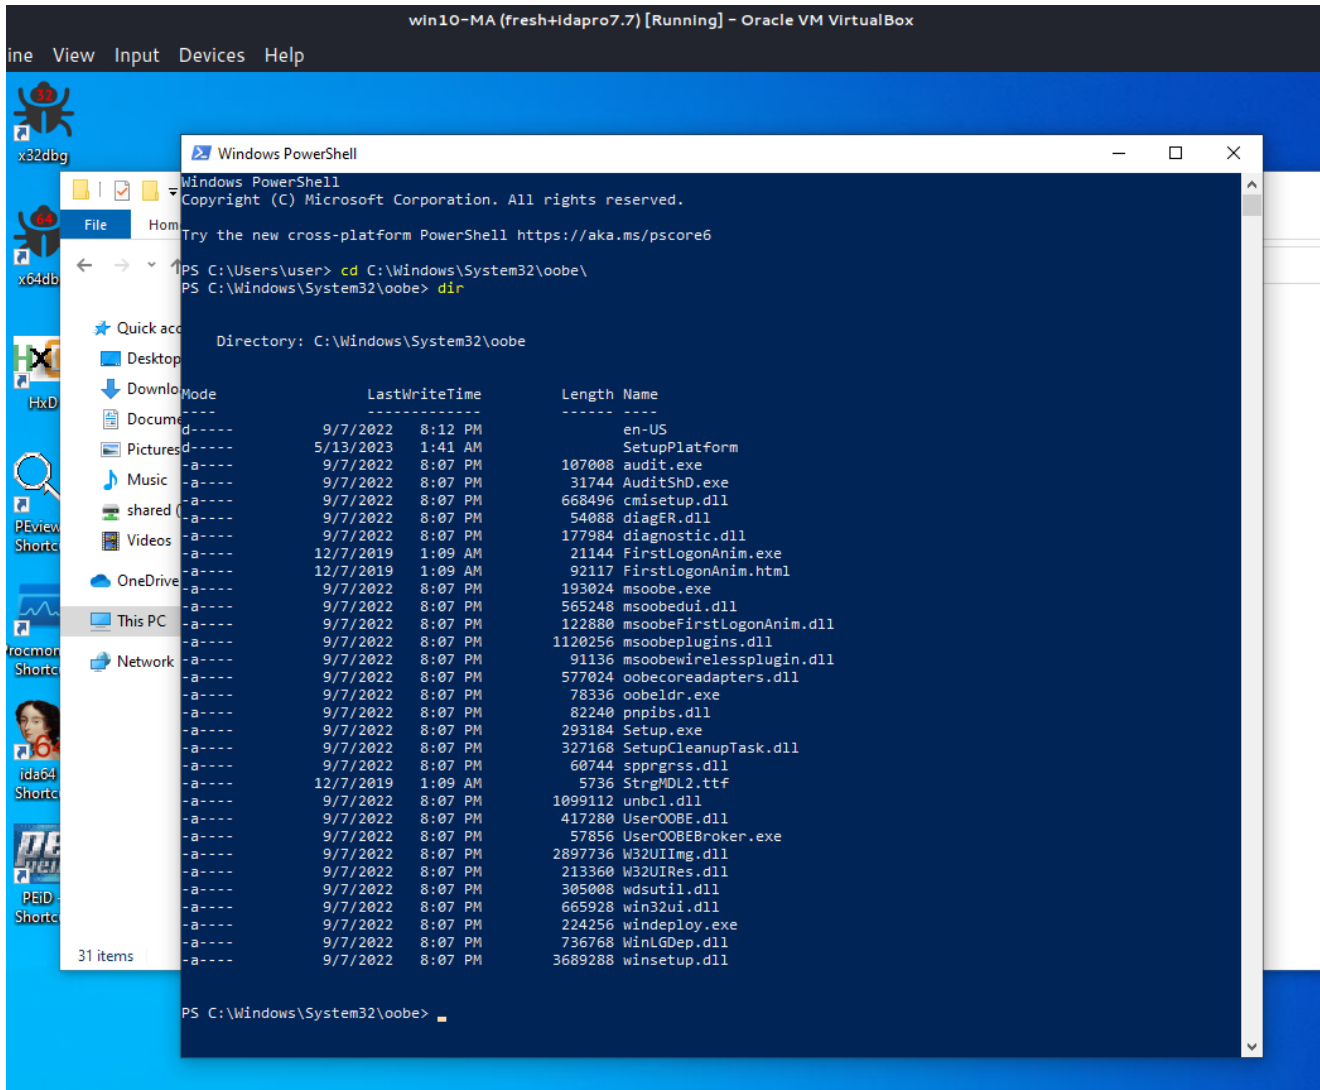 win10-MA (fresh+idapro7.7) [Running] - Oracle VM VirtualBox
ine View Input Devices Help
x32dbg
x64db
HxD
PEview
Shortc
rocmon
Shortc
ida64
Shortc
PEiD -
Shortc
File Hom
Quick acc
Desktop
Downlo
Docume
Pictures
Music
shared (
Videos
OneDrive
This PC
Network
31 items
Windows PowerShell
Windows PowerShell
Copyright (C) Microsoft Corporation. All rights reserved.
Try the new cross-platform PowerShell https://aka.ms/pscore6
PS C:\Users\user> cd C:\Windows\System32\oobe\
PS C:\Windows\System32\oobe> dir
Directory: C:\Windows\System32\oobe
Mode LastWriteTime Length Name
---- ------------- ------ ----
d----- 9/7/2022 8:12 PM en-US
d----- 5/13/2023 1:41 AM SetupPlatform
-a---- 9/7/2022 8:07 PM 107008 audit.exe
-a---- 9/7/2022 8:07 PM 31744 AuditShD.exe
-a---- 9/7/2022 8:07 PM 668496 cmisetup.dll
-a---- 9/7/2022 8:07 PM 54088 diagER.dll
-a---- 9/7/2022 8:07 PM 177984 diagnostic.dll
-a---- 12/7/2019 1:09 AM 21144 FirstLogonAnim.exe
-a---- 12/7/2019 1:09 AM 92117 FirstLogonAnim.html
-a---- 9/7/2022 8:07 PM 193024 msoobe.exe
-a---- 9/7/2022 8:07 PM 565248 msoobedui.dll
-a---- 9/7/2022 8:07 PM 122880 msoobeFirstLogonAnim.dll
-a---- 9/7/2022 8:07 PM 1120256 msoobeplugins.dll
-a---- 9/7/2022 8:07 PM 91136 msoobewirelessplugin.dll
-a---- 9/7/2022 8:07 PM 577024 oobecoreadapters.dll
-a---- 9/7/2022 8:07 PM 78336 oobeldr.exe
-a---- 9/7/2022 8:07 PM 82240 pnpibs.dll
-a---- 9/7/2022 8:07 PM 293184 Setup.exe
-a---- 9/7/2022 8:07 PM 327168 SetupCleanupTask.dll
-a---- 9/7/2022 8:07 PM 60744 spprgrss.dll
-a---- 12/7/2019 1:09 AM 5736 StrgMDL2.ttf
-a---- 9/7/2022 8:07 PM 1099112 unbcl.dll
-a---- 9/7/2022 8:07 PM 417280 UserOOBE.dll
-a---- 9/7/2022 8:07 PM 57856 UserOOBEBroker.exe
-a---- 9/7/2022 8:07 PM 2897736 W32UIImg.dll
-a---- 9/7/2022 8:07 PM 213360 W32UIRes.dll
-a---- 9/7/2022 8:07 PM 305008 wdsutil.dll
-a---- 9/7/2022 8:07 PM 665928 win32ui.dll
-a---- 9/7/2022 8:07 PM 224256 windeploy.exe
-a---- 9/7/2022 8:07 PM 736768 WinLGDep.dll
-a---- 9/7/2022 8:07 PM 3689288 winsetup.dll
PS C:\Windows\System32\oobe> _